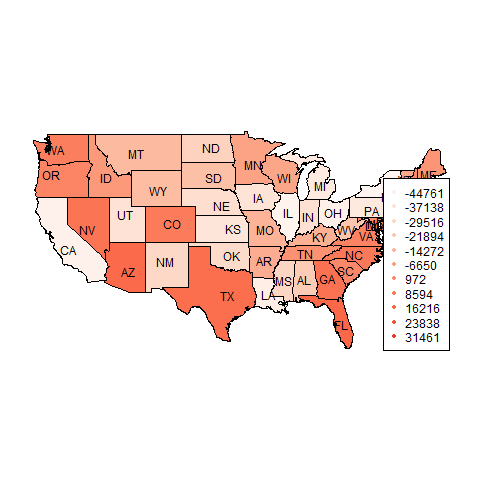 WA
MT
ND
MN
OR
ID
WY
SD
WI
MI
ME
NV
UT
CO
NE
IA
IL
IN
OH
PA
CA
KS
MO
KY
WV
VA
AZ
NM
OK
AR
TN
NC
SC
TX
LA
MS
AL
GA
FL
-44761
-37138
-29516
-21894
-14272
-6650
972
8594
16216
23838
31461